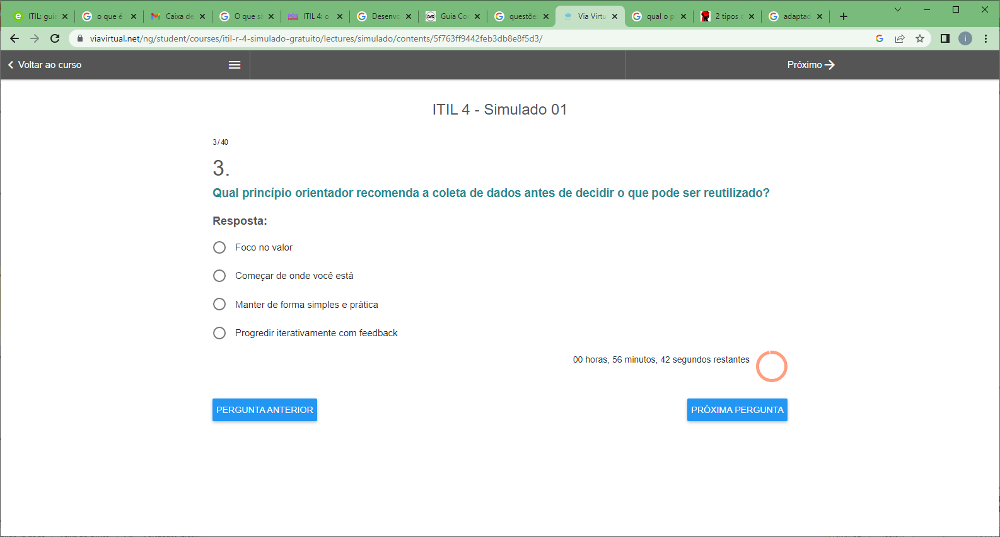 ITIL: guia
o que é
Caixa de
O que sã
ITIL 4: o
Desenvo
Guia Co
questões
Via Virtu
qual o p
2 tipos
adaptad
viavirtual.net/ng/student/courses/itil-r-4-simulado-gratuito/lectures/simulado/contents/5f763ff9442feb3db8e8f5d3/
Voltar ao curso
Próximo
ITIL 4 - Simulado 01
3 / 40
3.
Qual princípio orientador recomenda a coleta de dados antes de decidir o que pode ser reutilizado?
Resposta:
Foco no valor
Começar de onde você está
Manter de forma simples e prática
Progredir iterativamente com feedback
00 horas, 56 minutos, 42 segundos restantes
PERGUNTA ANTERIOR
PRÓXIMA PERGUNTA